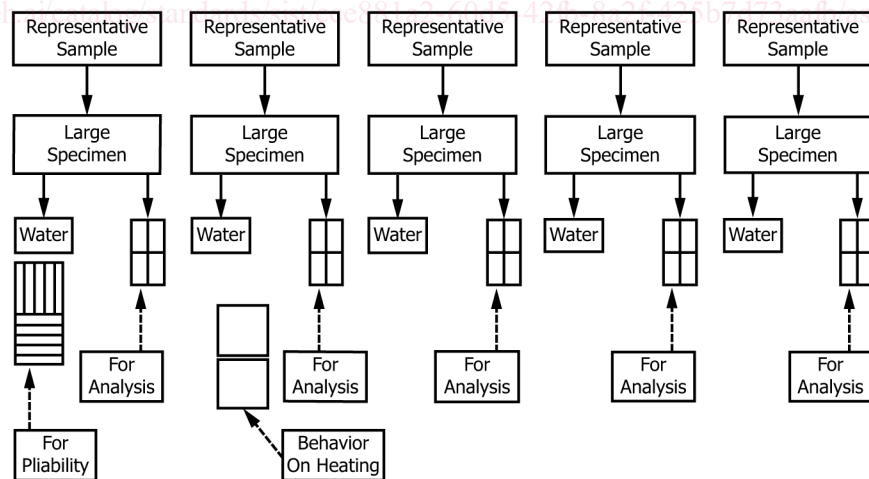 Representative
Sample
Representative
Sample
Representative
Sample
Representative
Sample
Representative
Sample
Large
Specimen
Large
Specimen
Large
Specimen
Large
Specimen
Large
Specimen
Water
Water
Water
Water
Water
For
Analysis
For
Analysis
For
Analysis
For
Analysis
For
Analysis
For
Pliability
Behavior
On Heating